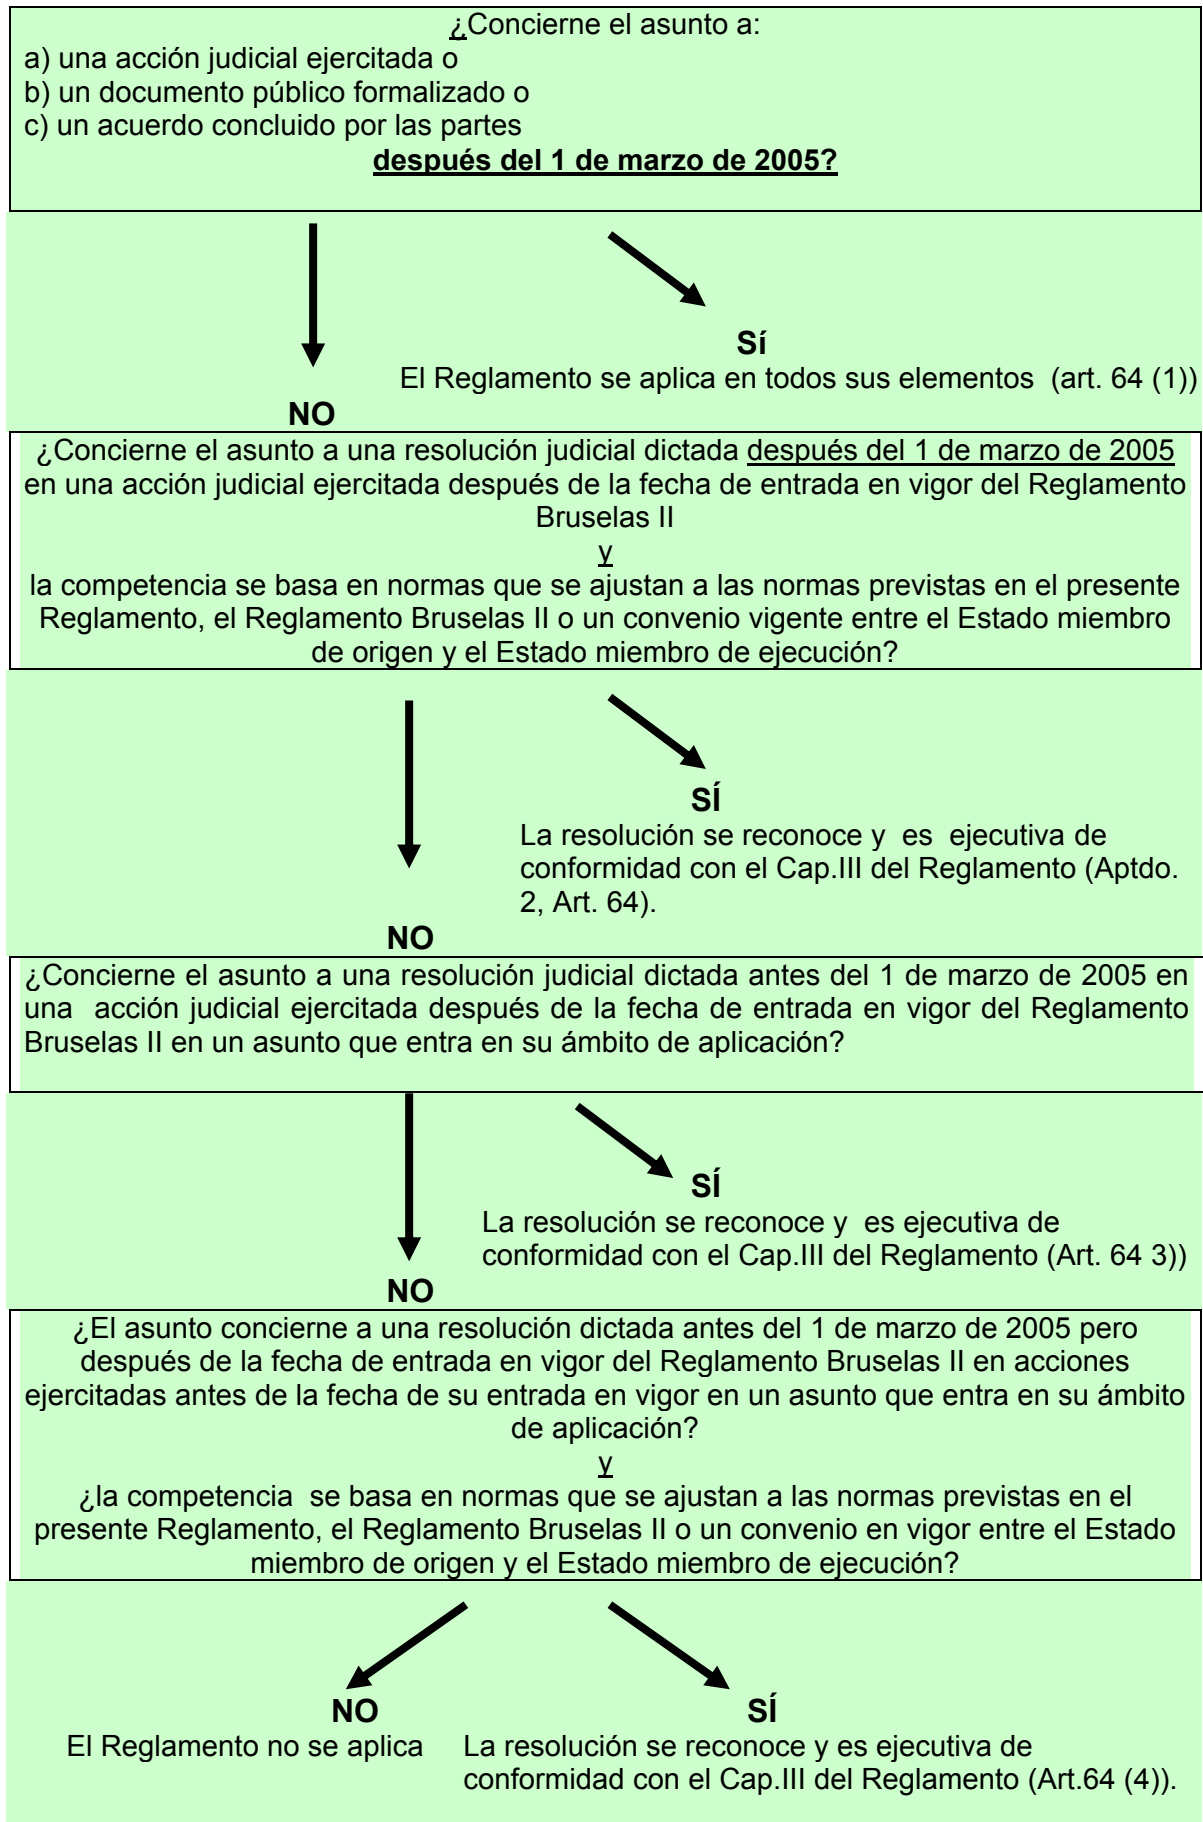 ¿Concierne el asunto a:
a) una acción judicial ejercitada o
b) un documento público formalizado o
c) un acuerdo concluido por las partes
después del 1 de marzo de 2005?
Sí
El Reglamento se aplica en todos sus elementos (art. 64 (1))
NO
¿Concierne el asunto a una resolución judicial dictada después del 1 de marzo de 2005
en una acción judicial ejercitada después de la fecha de entrada en vigor del Reglamento
Bruselas II
y
la competencia se basa en normas que se ajustan a las normas previstas en el presente
Reglamento, el Reglamento Bruselas II o un convenio vigente entre el Estado miembro
de origen y el Estado miembro de ejecución?
SÍ
La resolución se reconoce y es ejecutiva de
conformidad con el Cap.III del Reglamento (Aptdo.
2, Art. 64).
NO
¿Concierne el asunto a una resolución judicial dictada antes del 1 de marzo de 2005 en
una acción judicial ejercitada después de la fecha de entrada en vigor del Reglamento
Bruselas II en un asunto que entra en su ámbito de aplicación?
SÍ
La resolución se reconoce y es ejecutiva de
conformidad con el Cap.III del Reglamento (Art. 64 3))
NO
¿El asunto concierne a una resolución dictada antes del 1 de marzo de 2005 pero
después de la fecha de entrada en vigor del Reglamento Bruselas II en acciones
ejercitadas antes de la fecha de su entrada en vigor en un asunto que entra en su ámbito
de aplicación?
y
¿la competencia se basa en normas que se ajustan a las normas previstas en el
presente Reglamento, el Reglamento Bruselas II o un convenio en vigor entre el Estado
miembro de origen y el Estado miembro de ejecución?
NO
El Reglamento no se aplica
SÍ
La resolución se reconoce y es ejecutiva de
conformidad con el Cap.III del Reglamento (Art.64 (4)).